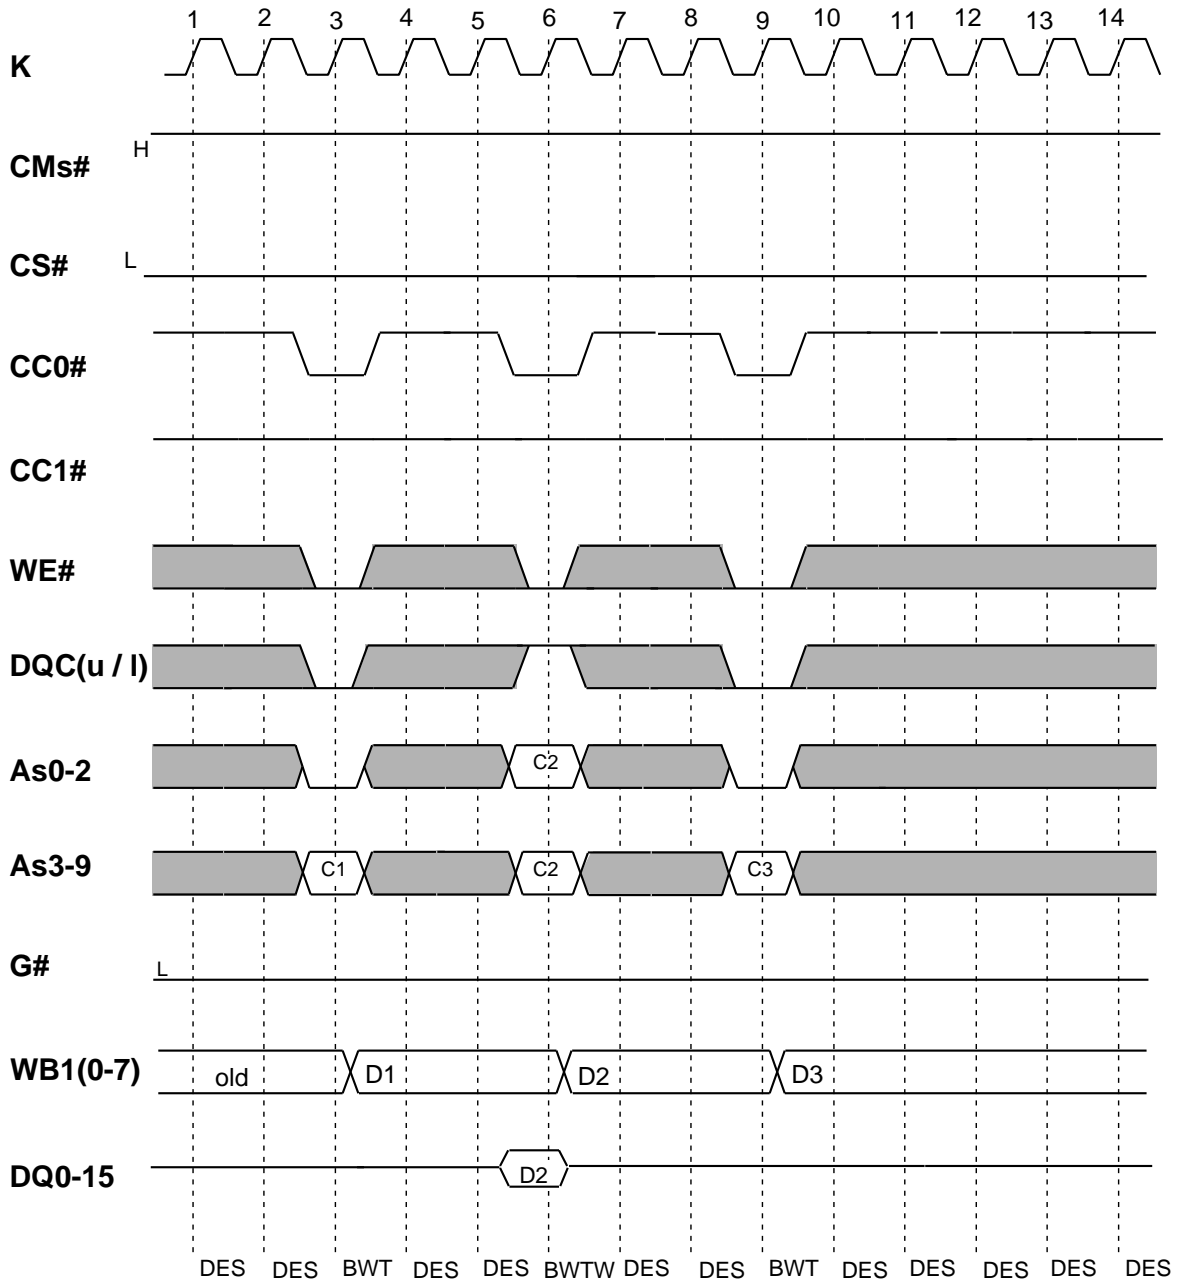 1 2 3 4 5 6 7 8 9 10 11 12 13 14
K
H
CMs#
CS# L
CC0#
CC1#
WE#
DQC(u / l)
As0-2 C2
As3-9 C1 C2 C3
G# L
WB1(0-7) old D1 D2 D3
DQ0-15 D2
DES DES BWT DES DES BWTW DES DES BWT DES DES DES DES DES